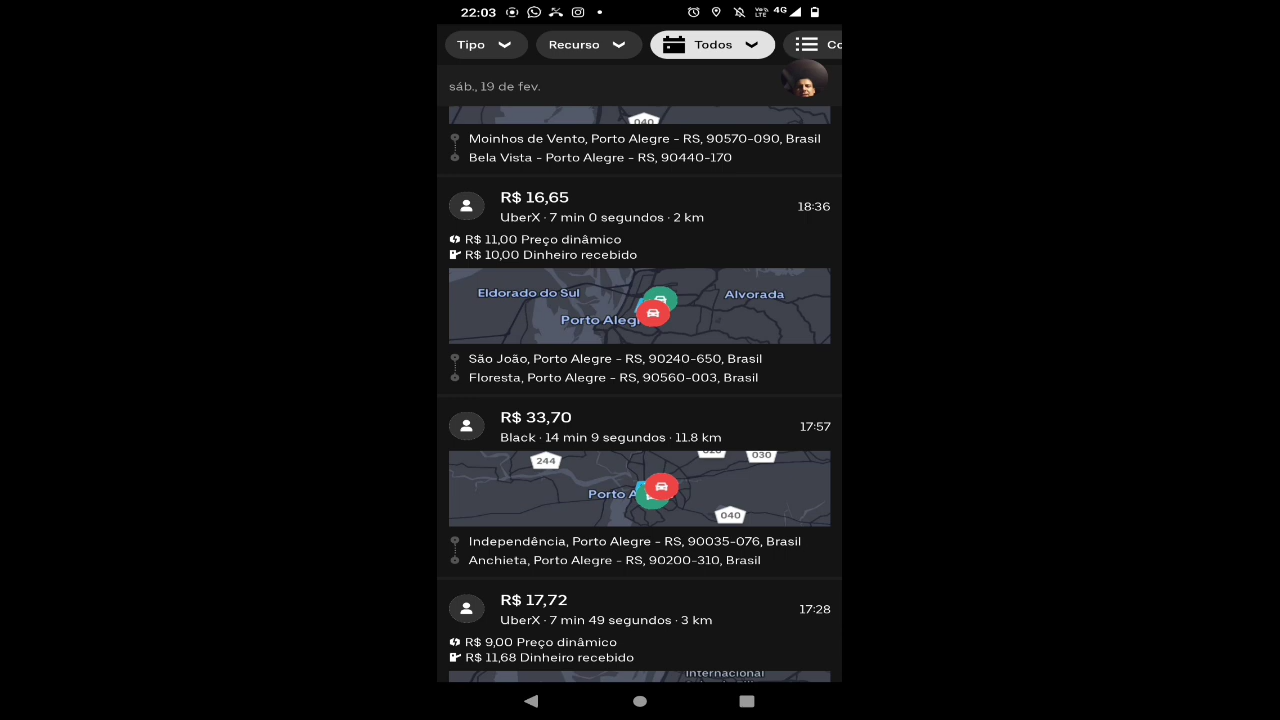 22:03
Vo)) LTE 4G
Tipo Recurso Todos Co
sáb., 19 de fev.
040
Moinhos de Vento, Porto Alegre - RS, 90570-090, Brasil
Bela Vista - Porto Alegre - RS, 90440-170
R$ 16,65
18:36
UberX · 7 min 0 segundos · 2 km
R$ 11,00 Preço dinâmico
R$ 10,00 Dinheiro recebido
Eldorado do Sul
Alvorada
Porto Alegr
São João, Porto Alegre - RS, 90240-650, Brasil
Floresta, Porto Alegre - RS, 90560-003, Brasil
R$ 33,70
17:57
Black · 14 min 9 segundos · 11.8 km
020 030
244
Porto A
040
Independência, Porto Alegre - RS, 90035-076, Brasil
Anchieta, Porto Alegre - RS, 90200-310, Brasil
R$ 17,72
17:28
UberX · 7 min 49 segundos · 3 km
R$ 9,00 Preço dinâmico
R$ 11,68 Dinheiro recebido
Internacional